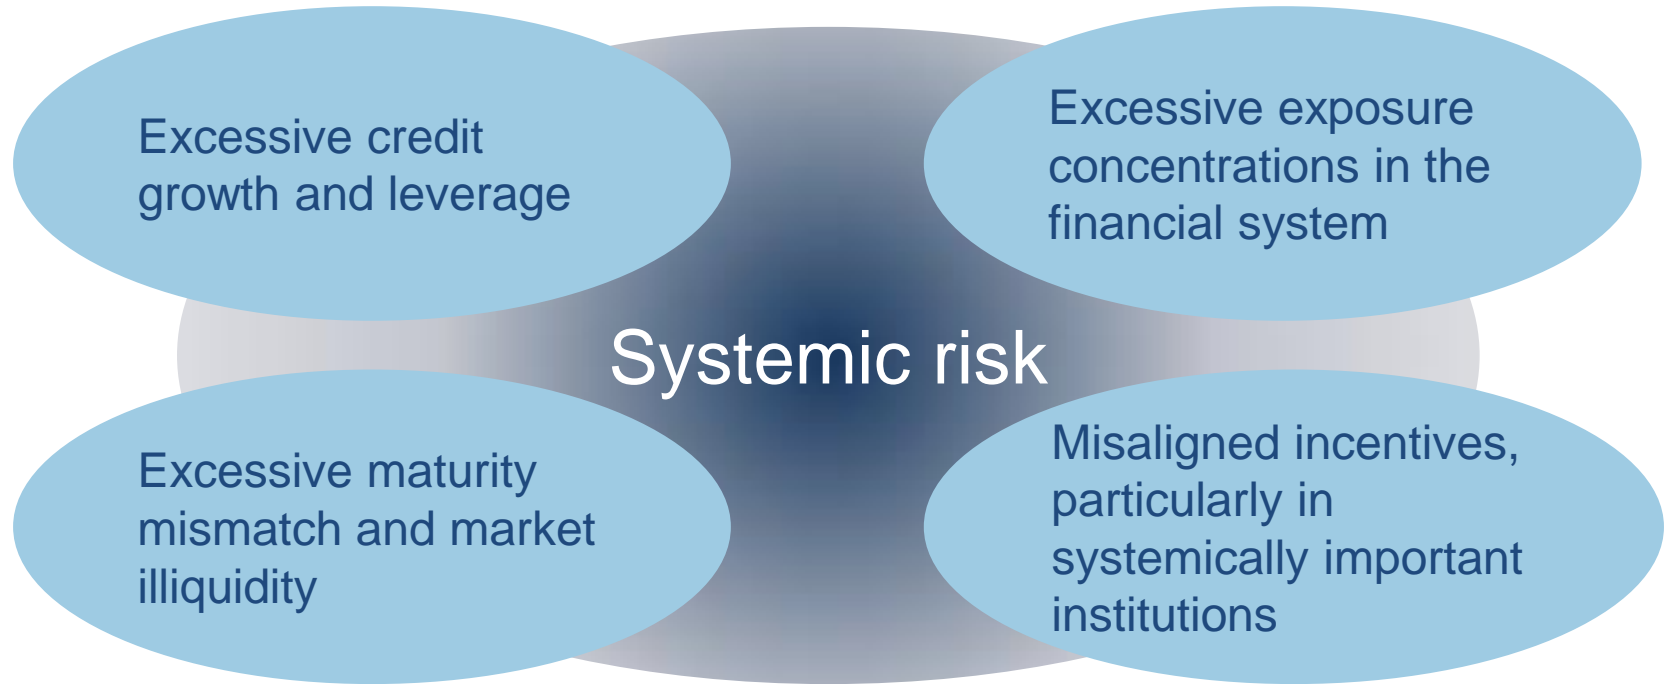 Excessive credit
growth and leverage
Excessive exposure
concentrations in the
financial system
Systemic risk
Excessive maturity
mismatch and market
illiquidity
Misaligned incentives,
particularly in
systemically important
institutions